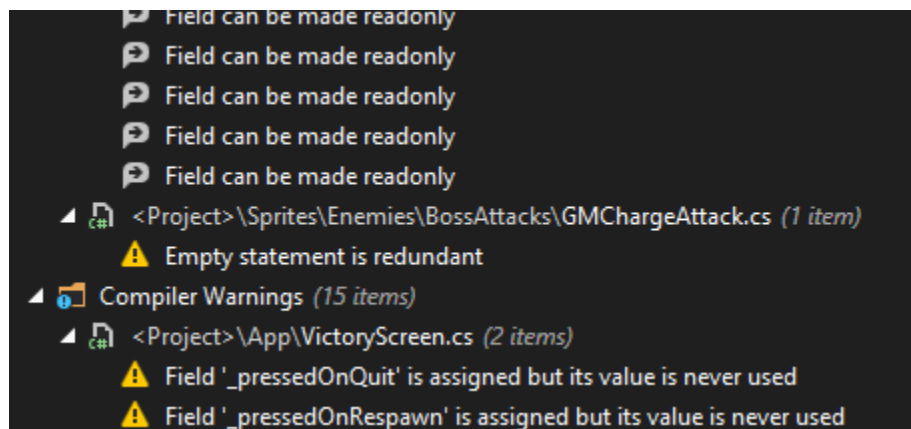 Field can be made readonly
Field can be made readonly
Field can be made readonly
Field can be made readonly
Field can be made readonly
C# <Project>\Sprites\Enemies\BossAttacks\GMChargeAttack.cs (1 item)
Empty statement is redundant
Compiler Warnings (15 items)
C# <Project>\App\VictoryScreen.cs (2 items)
Field '_pressedOnQuit' is assigned but its value is never used
Field '_pressedOnRespawn' is assigned but its value is never used